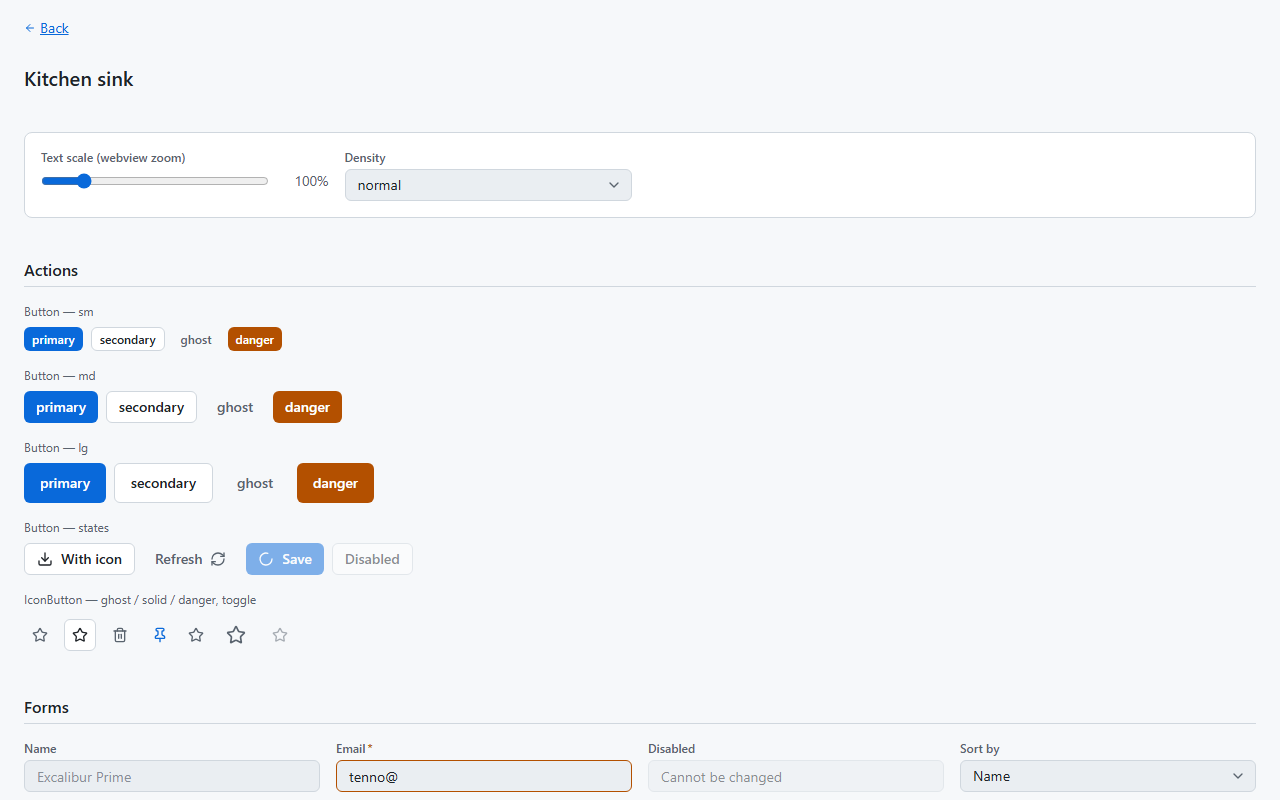 Back
Kitchen sink
Text scale (webview zoom)
100%
Density
normal
Actions
Button — sm
primary secondary ghost danger
Button — md
primary secondary ghost danger
Button — lg
primary secondary ghost danger
Button — states
With icon Refresh Save Disabled
IconButton — ghost / solid / danger, toggle
Forms
Name Email* Disabled Sort by
Excalibur Prime tenno@ Cannot be changed Name